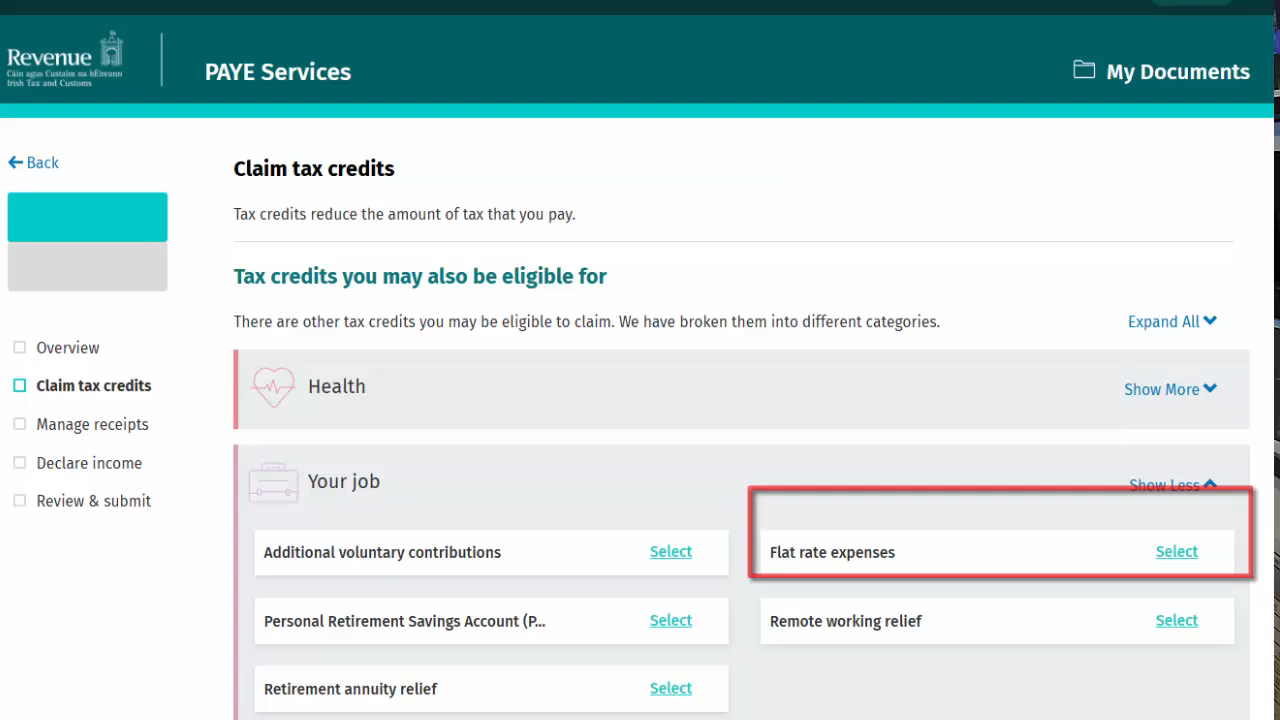 Revenue
Cáin agus Custaim na hÉireann
Irish Tax and Customs
PAYE Services
My Documents
Back
Claim tax credits
Tax credits reduce the amount of tax that you pay.
Tax credits you may also be eligible for
There are other tax credits you may be eligible to claim. We have broken them into different categories.
Expand All
Overview
Claim tax credits
Manage receipts
Declare income
Review & submit
Health
Show More
Your job
Show Less
Additional voluntary contributions Select
Flat rate expenses Select
Personal Retirement Savings Account (P... Select
Remote working relief Select
Retirement annuity relief Select